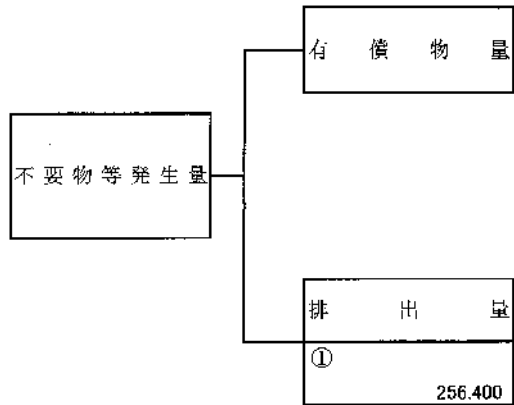 有償物量
不要物等発生量
排出量
①
256.400